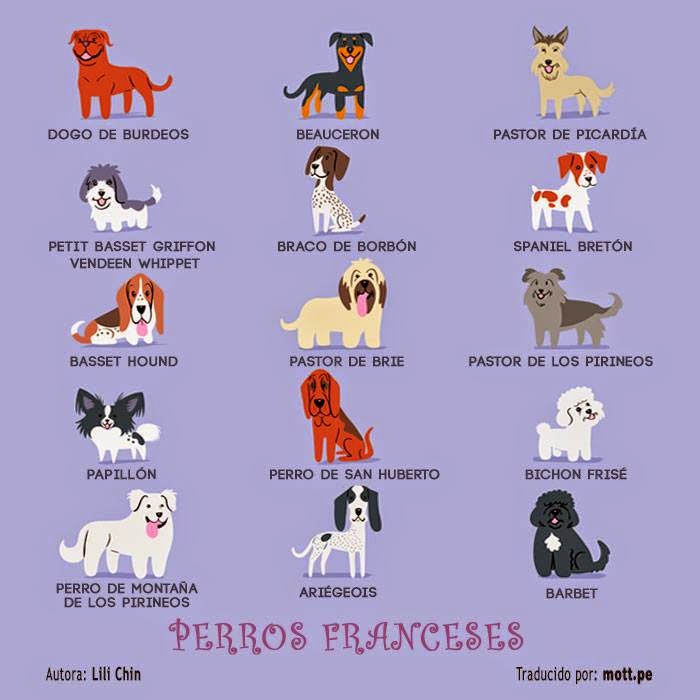 DOGO DE BURDEOS
BEAUCERON
PASTOR DE PICARDÍA
PETIT BASSET GRIFFON
VENDEEN WHIPPET
BRACO DE BORBÓN
SPANIEL BRETÓN
BASSET HOUND
PASTOR DE BRIE
PASTOR DE LOS PIRINEOS
PAPILLÓN
PERRO DE SAN HUBERTO
BICHON FRISÉ
PERRO DE MONTAÑA
DE LOS PIRINEOS
ARIÉGEOIS
BARBET
PERROS FRANCESES
Autora: Lili Chin
Traducido por: mott.pe